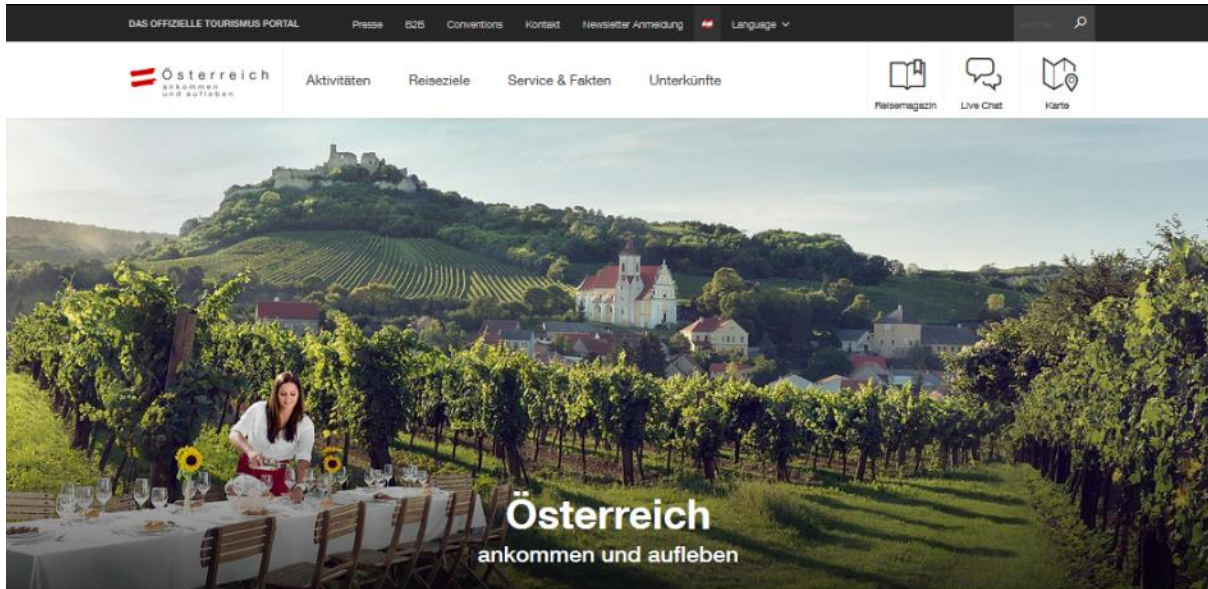 DAS OFFIZIELLE TOURISMUS PORTAL Presse B2B Conventions Kontakt Newsletter Anmeldung Language
Österreich
ankommen
und aufleben
Aktivitäten Reiseziele Service & Fakten Unterkünfte
Reisemagazin Live Chat Karte
Österreich
ankommen und aufleben